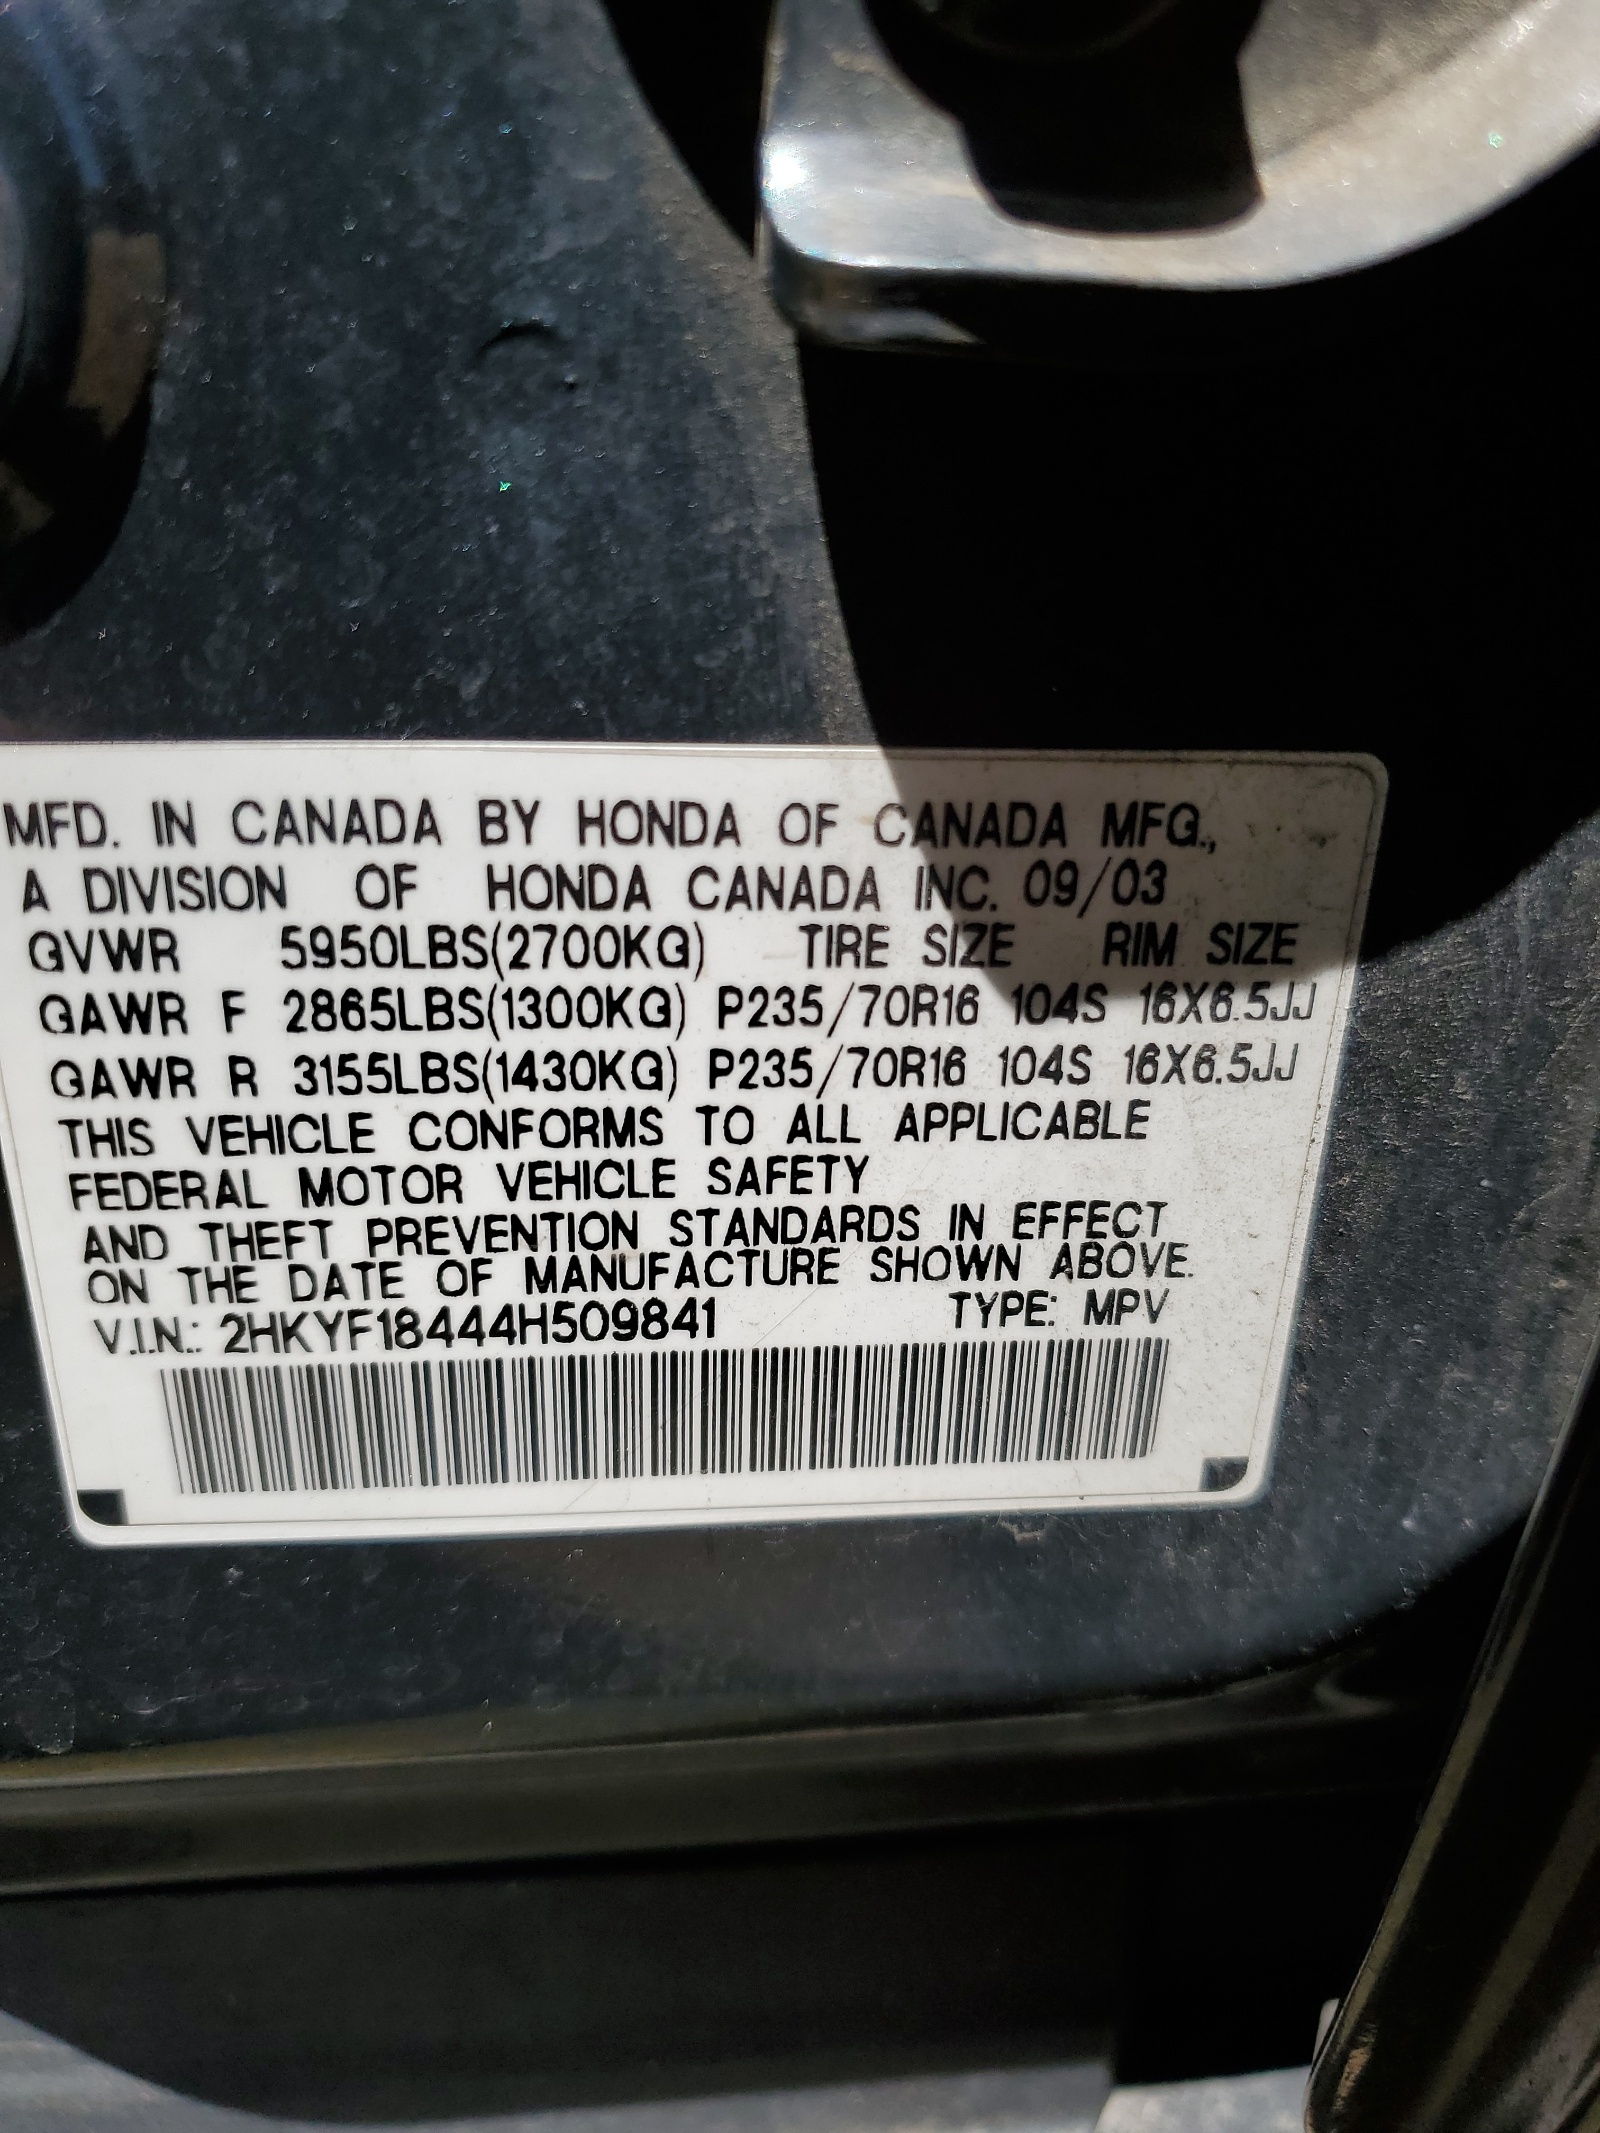 MFD. IN CANADA BY HONDA OF CANADA MFG.,
A DIVISION OF HONDA CANADA INC. 09/03
GVWR 5950LBS(2700KG) TIRE SIZE RIM SIZE
GAWR F 2865LBS(1300KG) P235/70R16 104S 16X6.5JJ
GAWR R 3155LBS(1430KG) P235/70R16 104S 16X6.5JJ
THIS VEHICLE CONFORMS TO ALL APPLICABLE
FEDERAL MOTOR VEHICLE SAFETY
AND THEFT PREVENTION STANDARDS IN EFFECT
ON THE DATE OF MANUFACTURE SHOWN ABOVE.
V.I.N.: 2HKYF18444H509841 TYPE: MPV